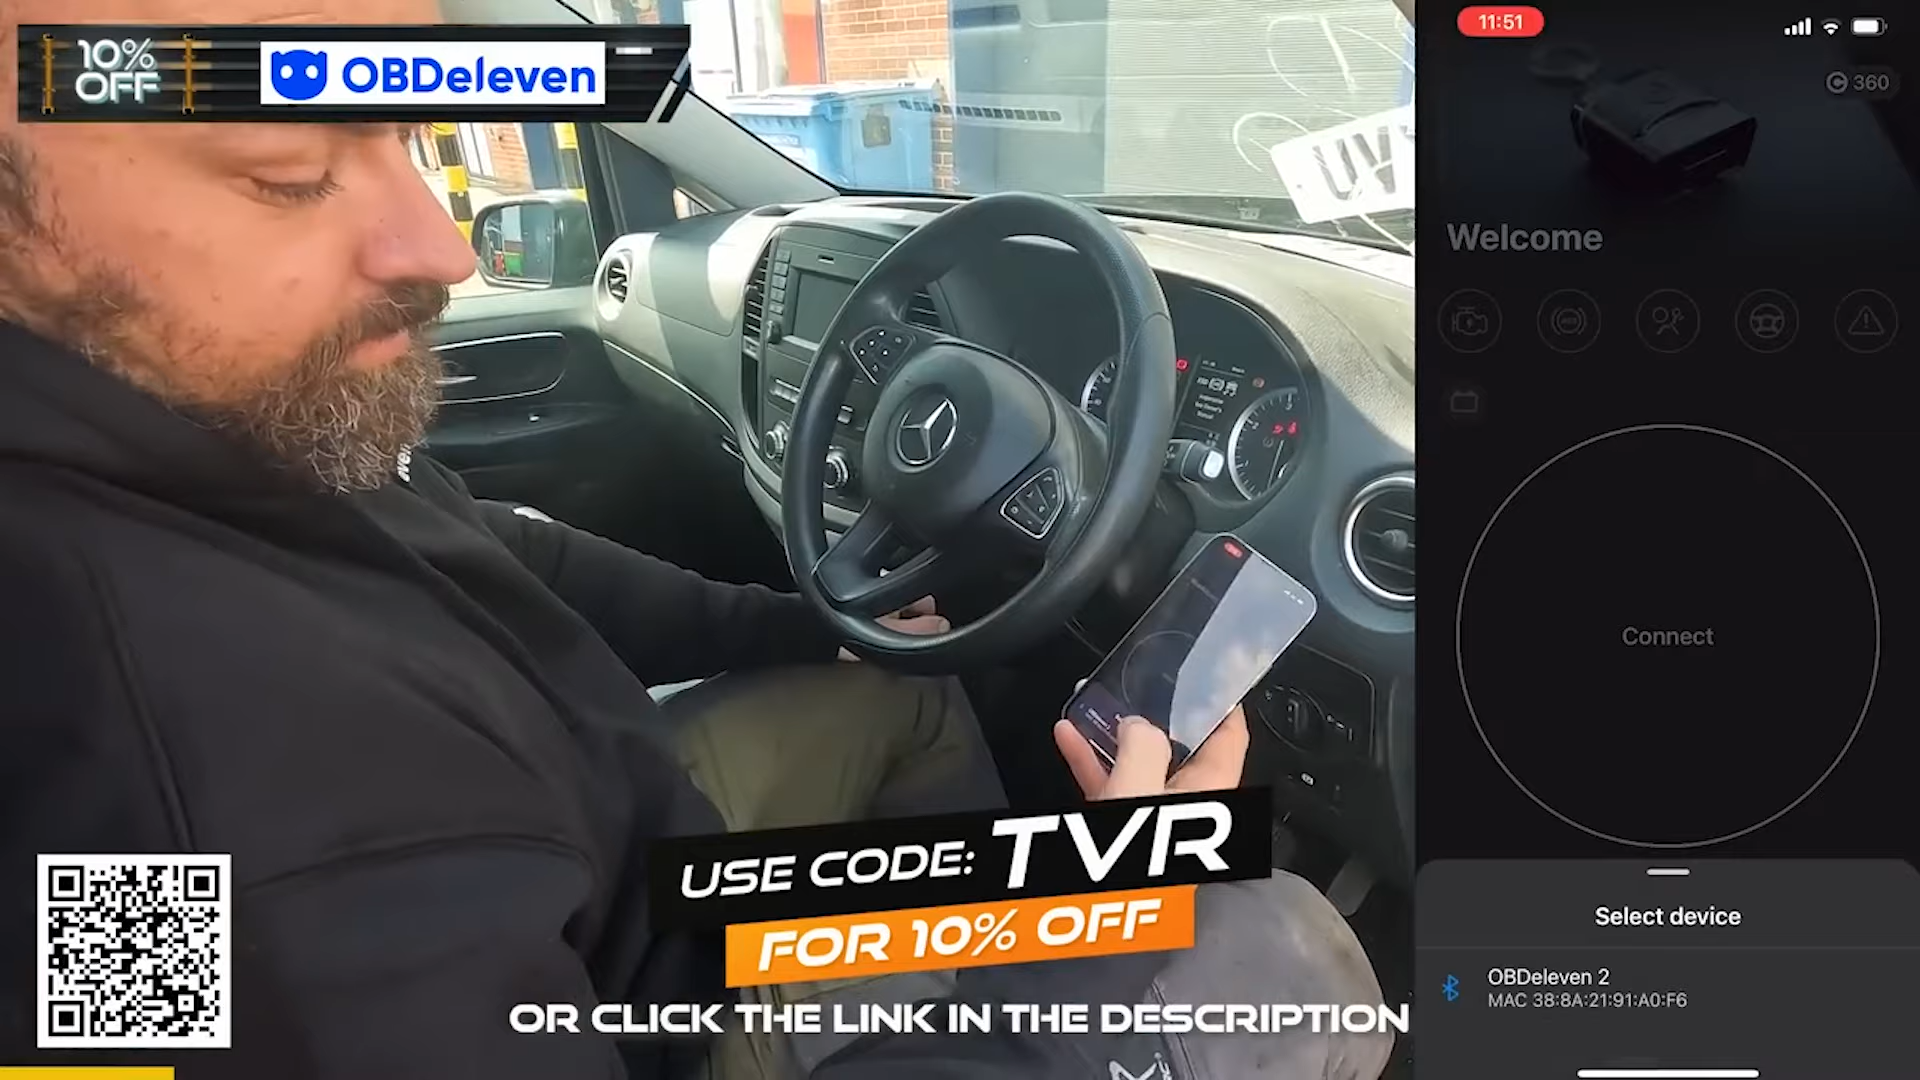 10%
OFF
OBDeleven
UV
USE CODE: TVR
FOR 10% OFF
OR CLICK THE LINK IN THE DESCRIPTION
11:51
360
Welcome
Connect
Select device
OBDeleven 2
MAC 38:8A:21:91:A0:F6